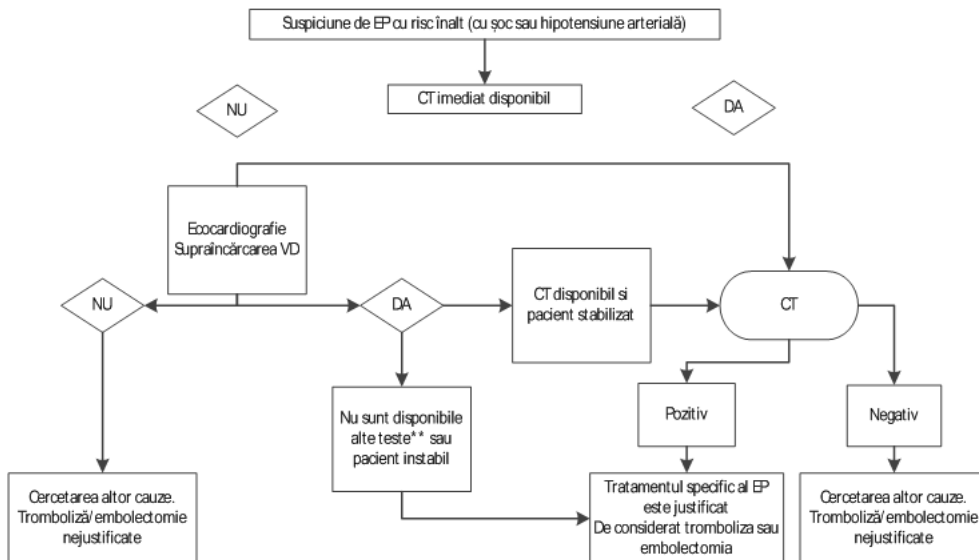 Suspiciune de EP cu risc înalt (cu șoc sau hipotensiune arterială)
CT imediat disponibil
NU
DA
Ecocardiografie
Supraîncărcarea VD
NU
DA
CT disponibil si
pacient stabilizat
CT
Nu sunt disponibile
alte teste** sau
pacient instabil
Pozitiv
Negativ
Cercetarea altor cauze.
Tromboliză/embolectomie
nejustificate
Tratamentul specific al EP
este justificat
De considerat tromboliza sau
embolectomia
Cercetarea altor cauze.
Tromboliză/embolectomie
nejustificate